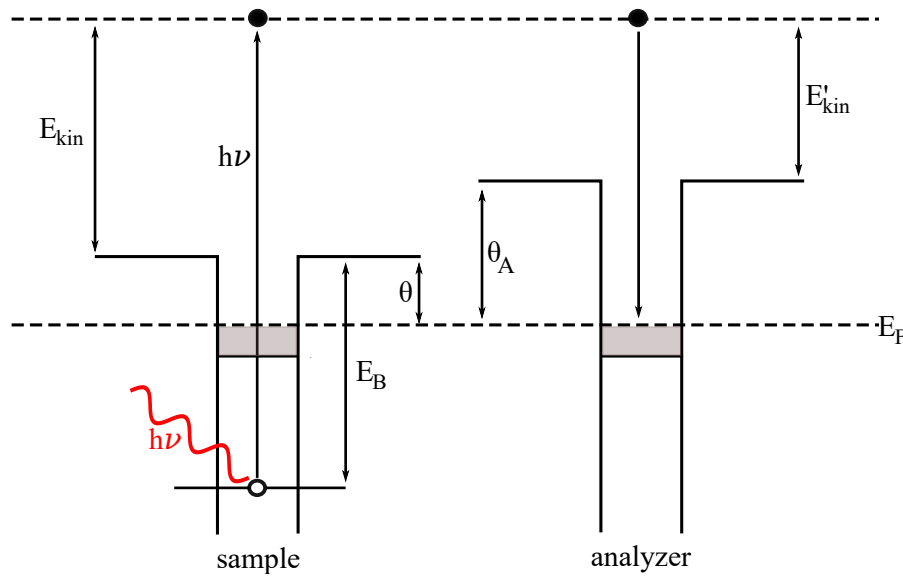 E_kin
hν
E'_kin
θ_A
θ
E_F
E_B
hν
sample
analyzer